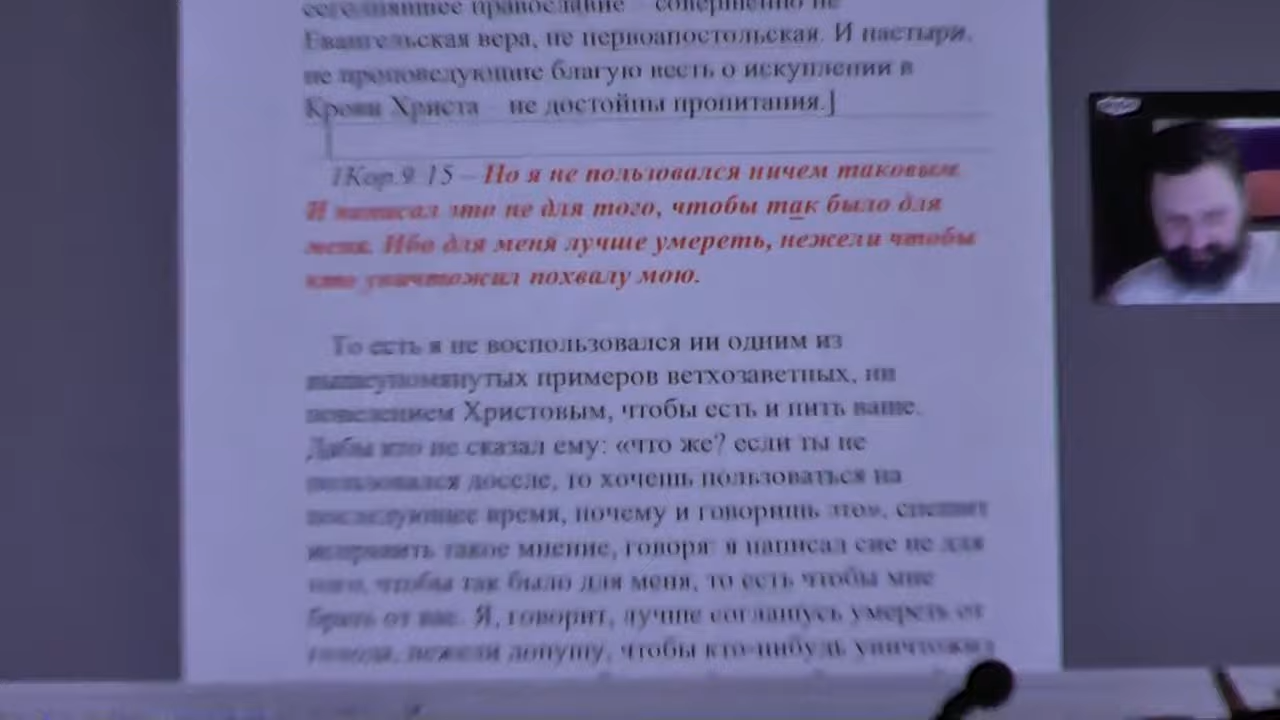 сегодняшнее православие совершенно не
Евангельская вера, не первоапостольская. И пастыри,
не проповедующие благую весть о искуплении в
Крови Христа не достойны пропитания.]
1Кор.9 15 – Но я не пользовался ничем таковым.
И написал это не для того, чтобы так было для
меня. Ибо для меня лучше умереть, нежели чтобы
кто уничтожил похвалу мою.
То есть я не воспользовался ни одним из
вышеупомянутых примеров ветхозаветных, ни
повелением Христовым, чтобы есть и пить ваше.
Дабы кто не сказал ему: «что же? если ты не
пользовался доселе, то хочешь пользоваться на
последующее время, почему и говоришь это», спешит
исправить такое мнение, говоря: я написал сие не для
того, чтобы так было для меня, то есть чтобы мне
брать от вас. Я, говорит, лучше соглашусь умереть от
голода, нежели допущу, чтобы кто-нибудь уничтожил